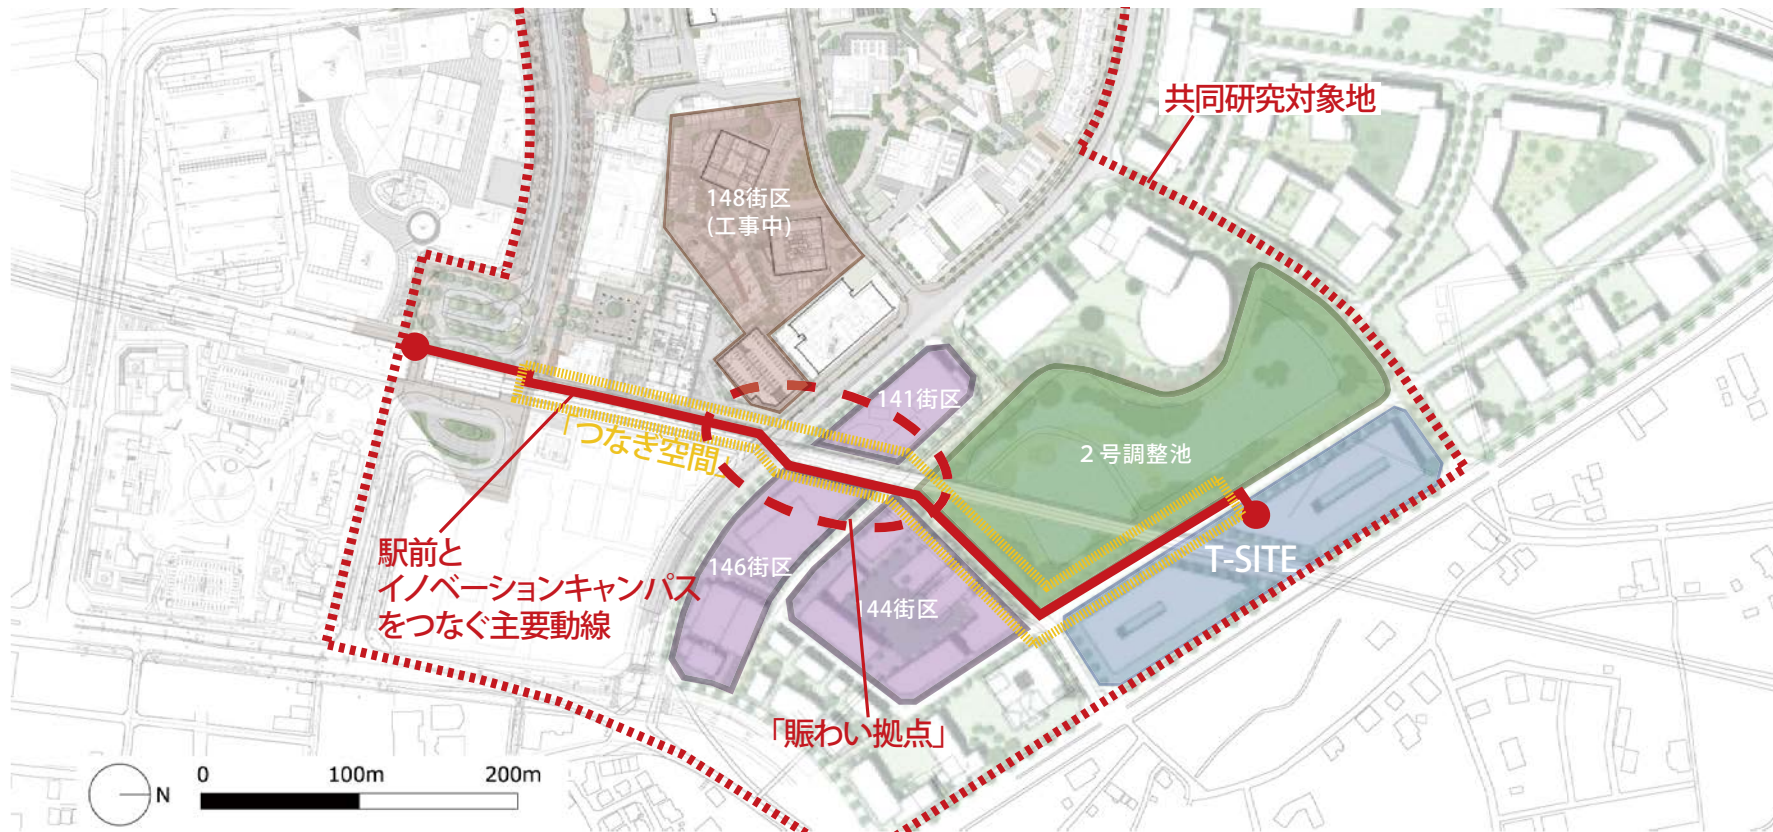 共同研究対象地
148街区
(工事中)
141街区
「つなぎ空間」
2号調整池
駅前と
イノベーションキャンパス
をつなぐ主要動線
146街区
144街区
T-SITE
「賑わい拠点」
N
0 100m 200m